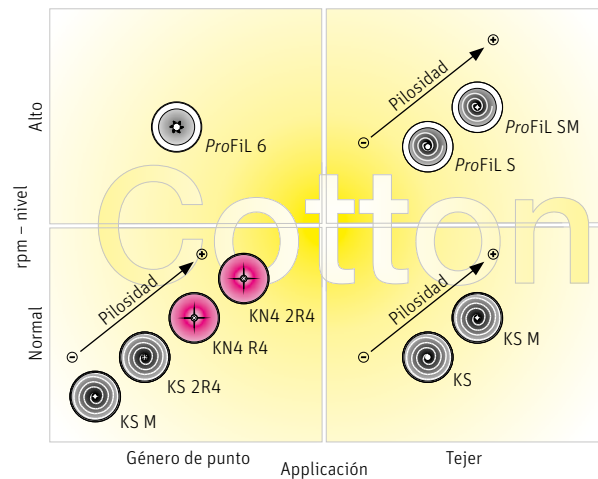 Alto
rpm – nivel
Normal
ProFiL 6
Pilosidad
ProFiL SM
ProFiL S
Cotton
Pilosidad
KN4 2R4
KN4 R4
KS 2R4
KS M
Pilosidad
KS M
KS
Género de punto
Applicación
Tejer